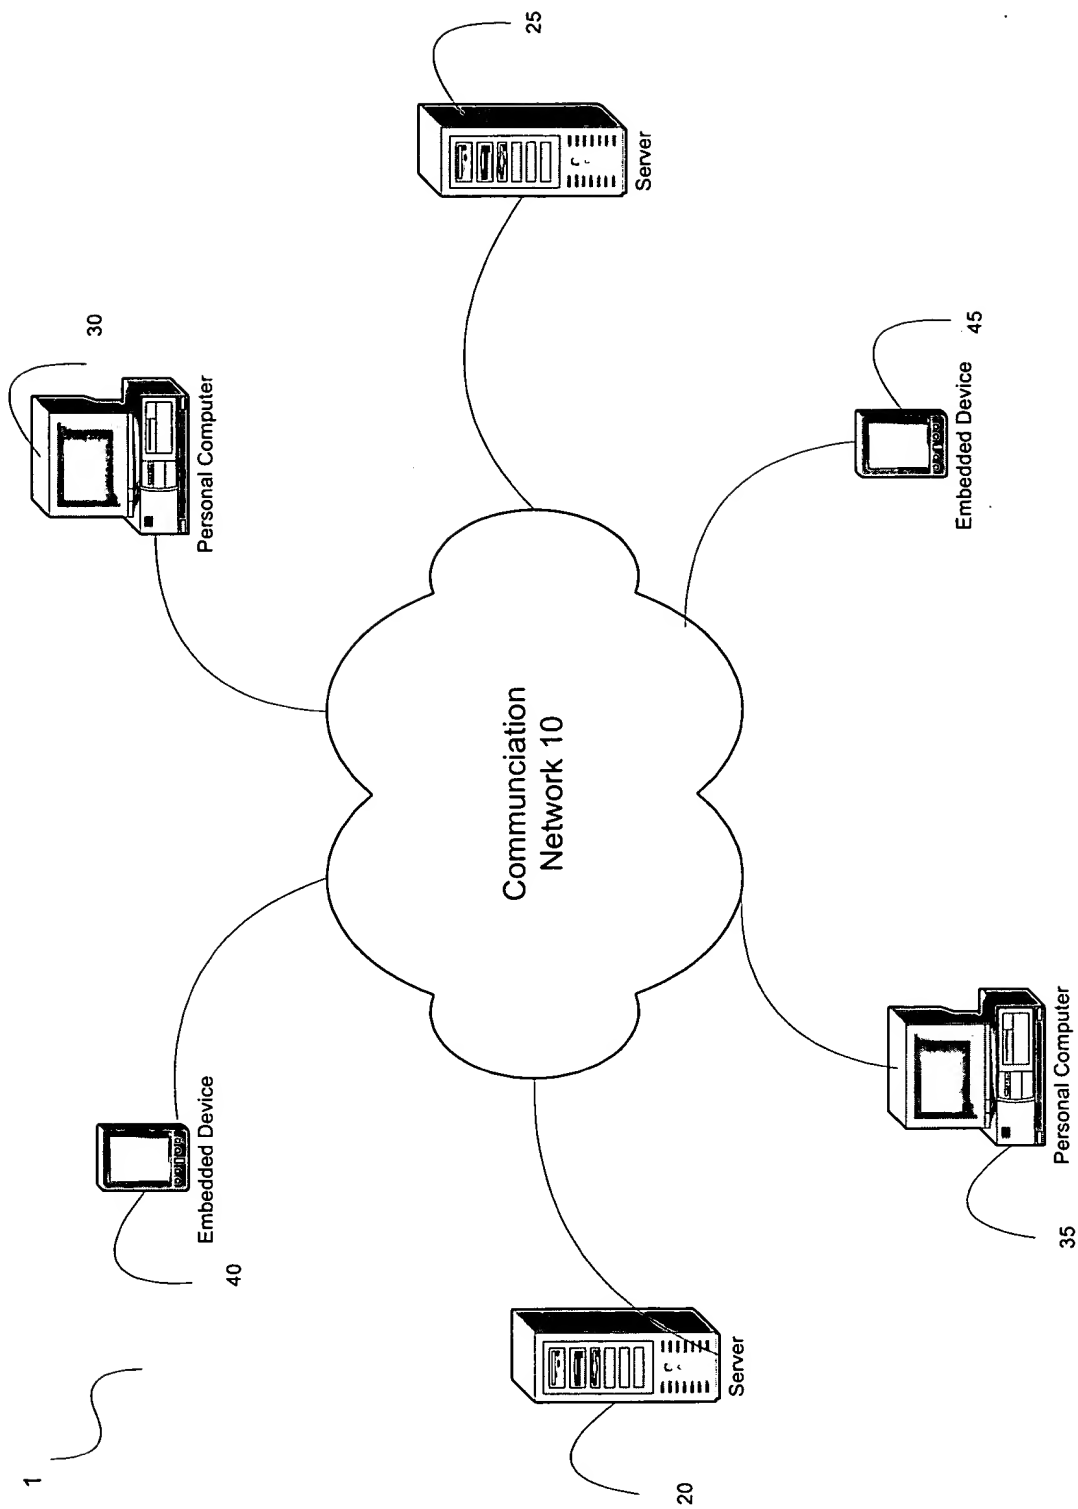 1
40
Embedded Device
30
Personal Computer
20
Server
Communciation
Network 10
25
Server
35
Personal Computer
45
Embedded Device